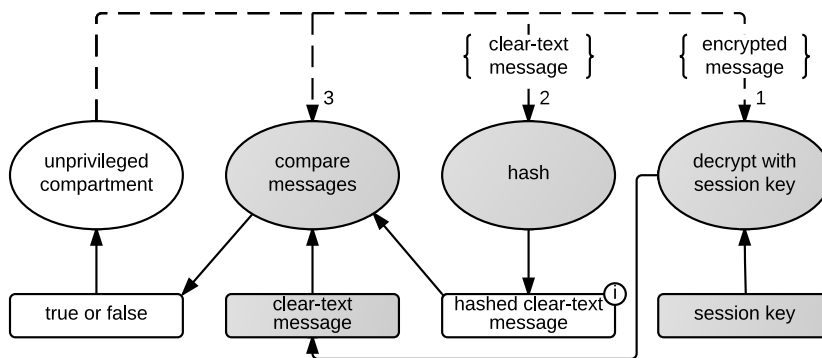 { clear-text
message }
{ encrypted
message }
3
2
1
unprivileged
compartment
compare
messages
hash
decrypt with
session key
true or false
clear-text
message
hashed clear-text
message
i
session key